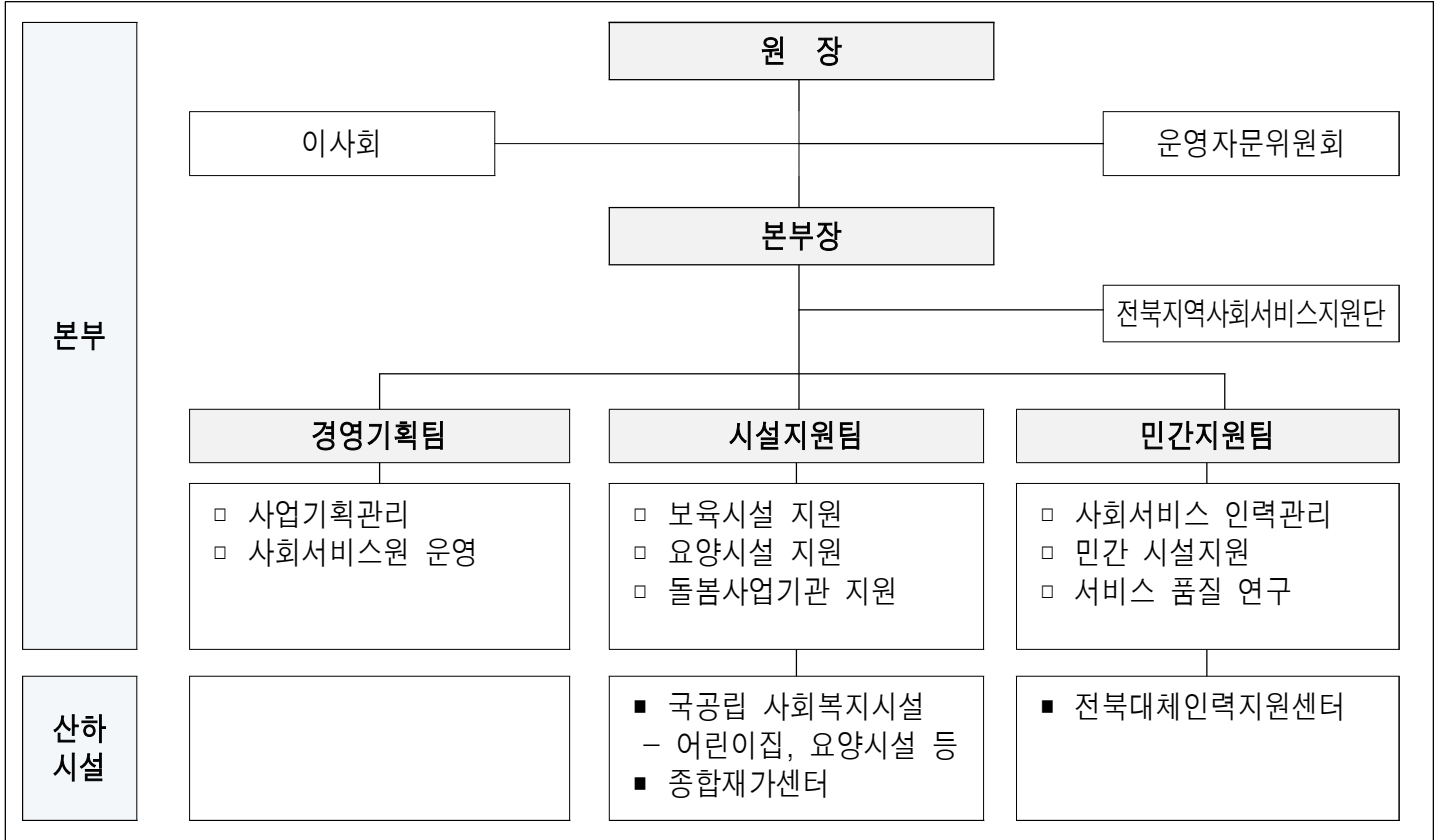 원 장
이사회
운영자문위원회
본부장
전북지역사회서비스지원단
본부
경영기획팀
시설지원팀
민간지원팀
□ 사업기획관리
□ 사회서비스원 운영
□ 보육시설 지원
□ 요양시설 지원
□ 돌봄사업기관 지원
□ 사회서비스 인력관리
□ 민간 시설지원
□ 서비스 품질 연구
산하
시설
■ 국공립 사회복지시설
– 어린이집, 요양시설 등
■ 종합재가센터
■ 전북대체인력지원센터